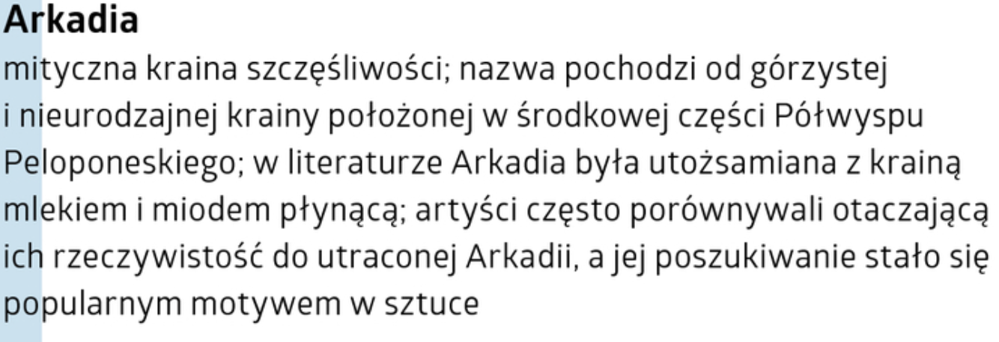 Arkadia
mityczna kraina szczęśliwości; nazwa pochodzi od górzystej
i nieurodzajnej krainy położonej w środkowej części Półwyspu
Peloponeskiego; w literaturze Arkadia była utożsamiana z krainą
mlekiem i miodem płynącą; artyści często porównywali otaczającą
ich rzeczywistość do utraconej Arkadii, a jej poszukiwanie stało się
popularnym motywem w sztuce